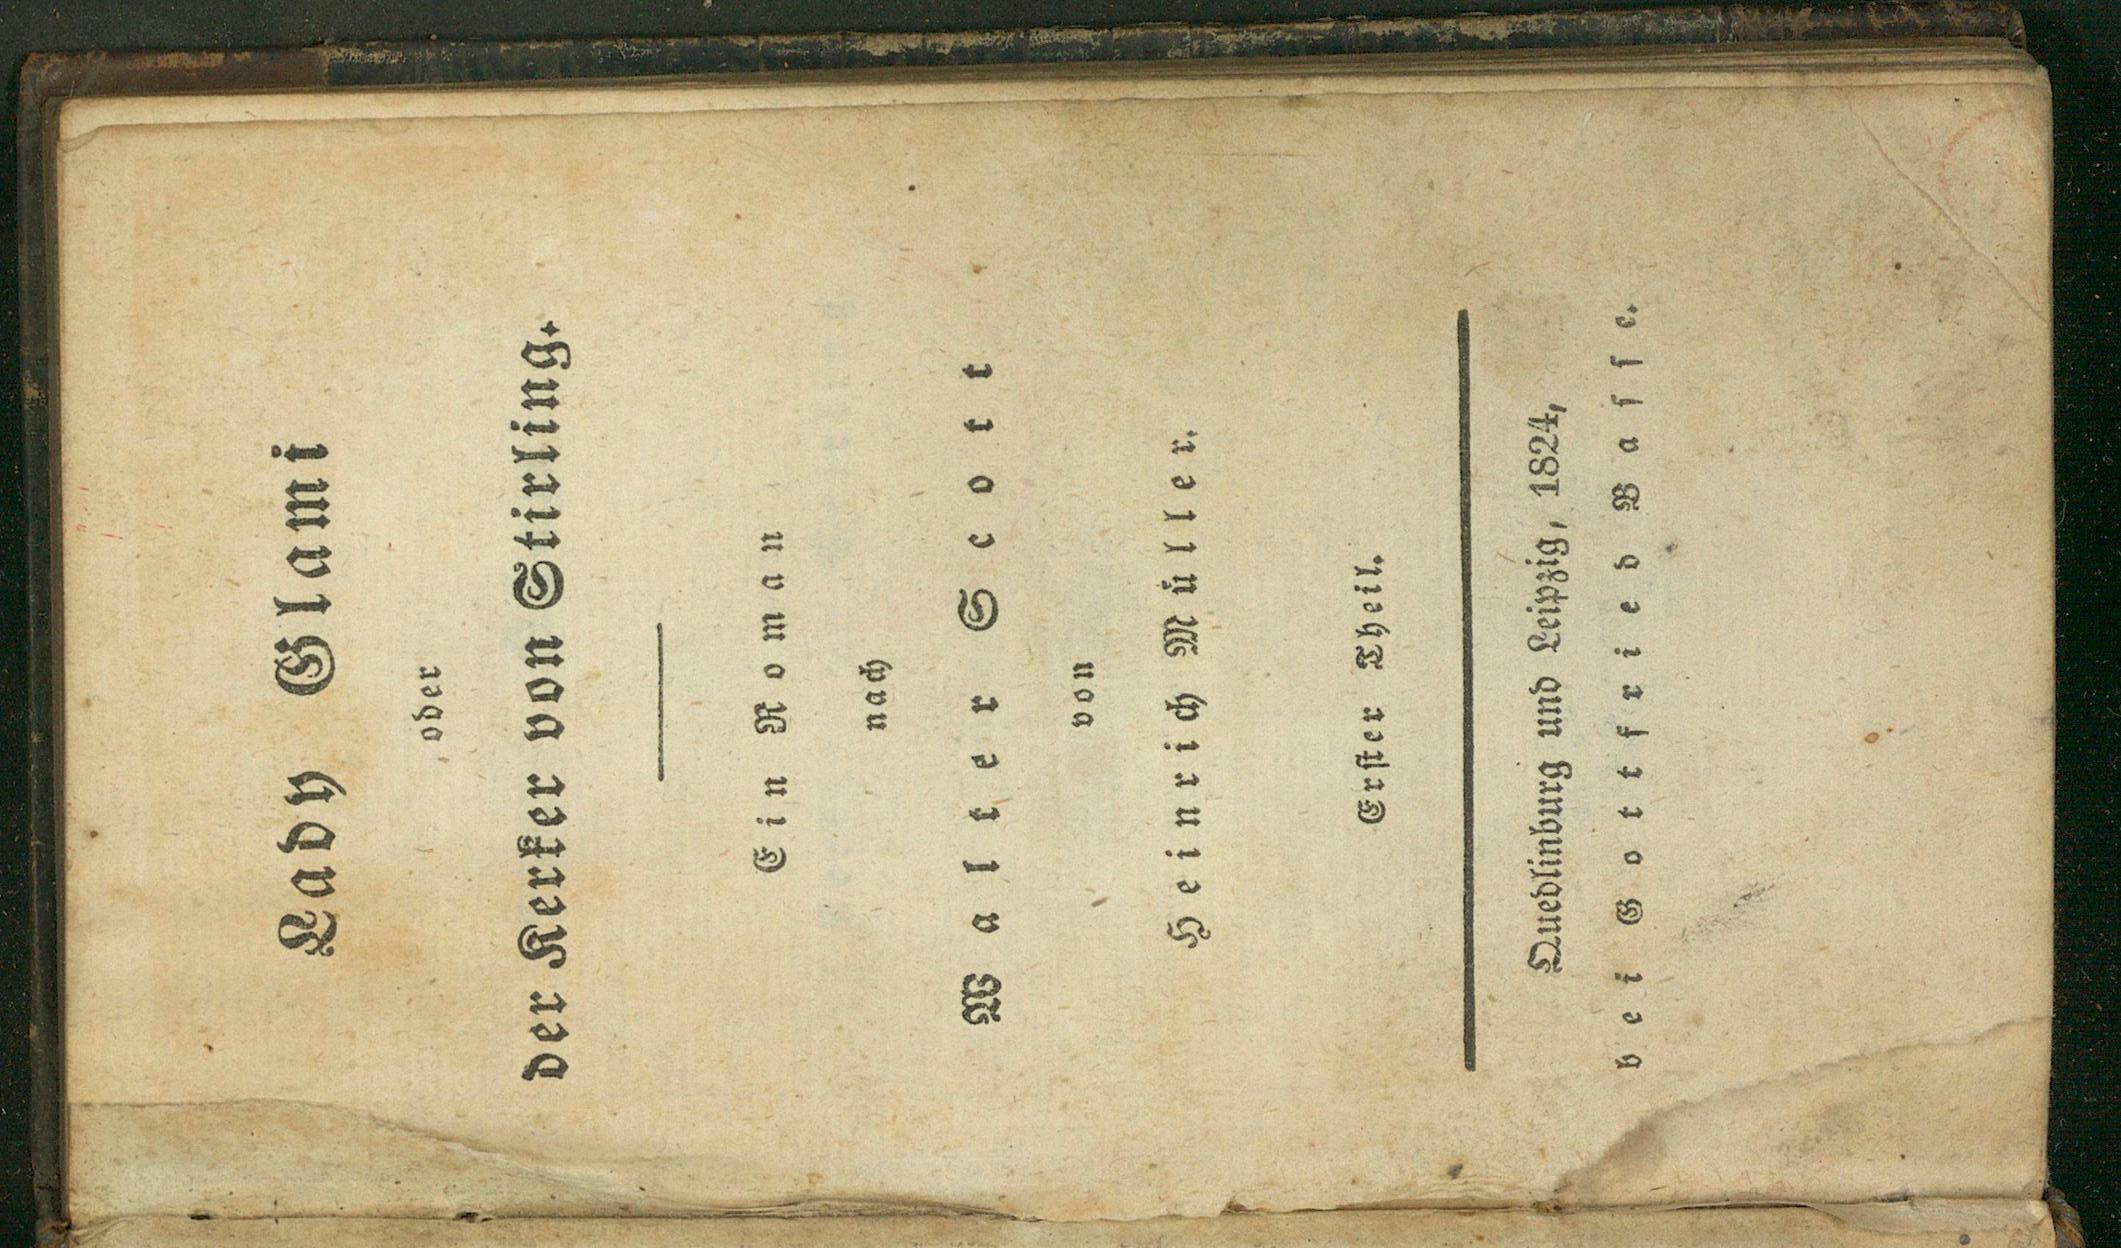 Lady Glami
oder
der Kerker von Stirling.
Ein Roman
nach
Walter Scott
von
Heinrich Müller.
Erster Theil.
Quedlinburg und Leipzig, 1824,
bei Gottfried Basse.